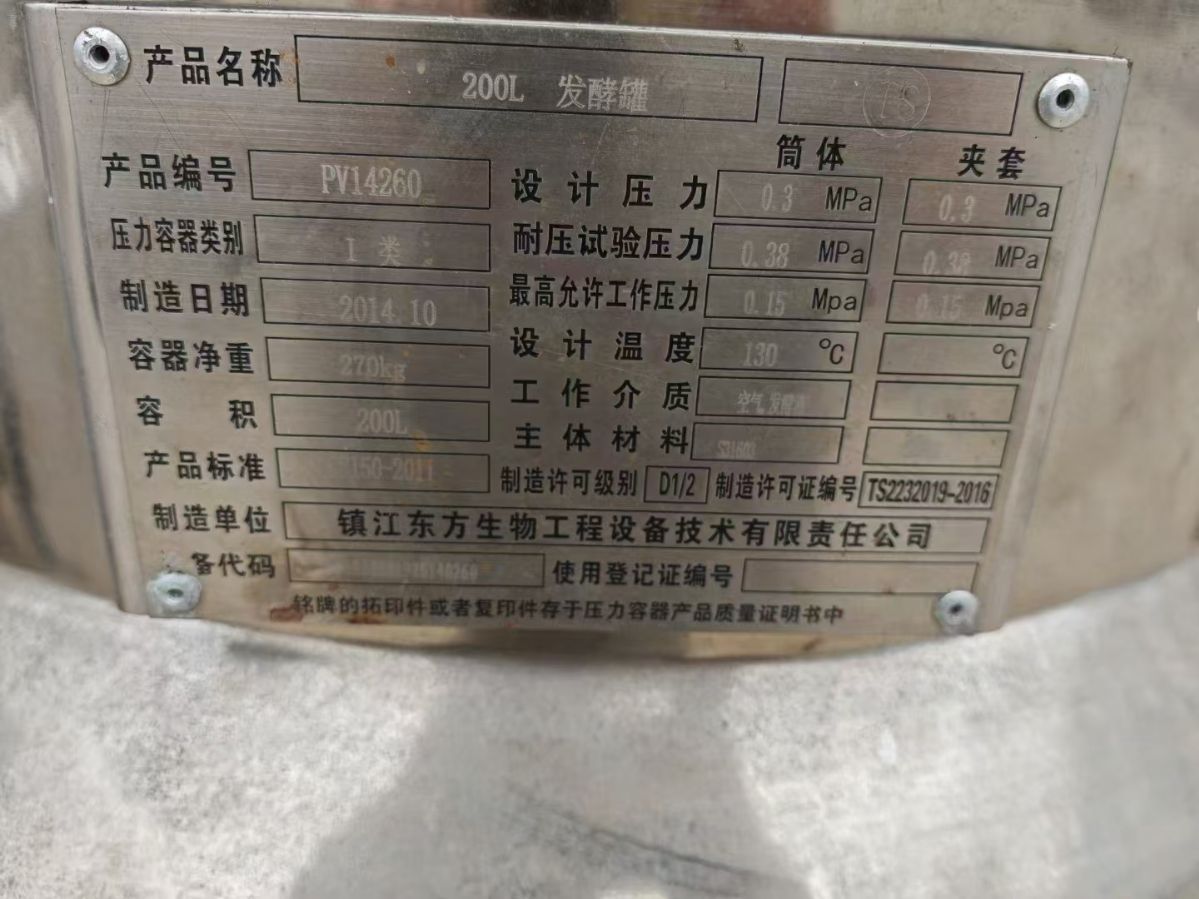 产品名称 200L 发酵罐 TS
筒体 夹套
产品编号 PV14260 设计压力 0.3 MPa 0.3 MPa
压力容器类别 I 类 耐压试验压力 0.38 MPa 0.38 MPa
制造日期 2014.10 最高允许工作压力 0.15 Mpa 0.15 Mpa
容器净重 270kg 设计温度 130 ℃ ℃
容积 200L 工作介质 空气
产品标准 150-2011 主体材料
制造许可级别 D1/2 制造许可证编号 TS2232019-2016
制造单位 镇江东方生物工程设备技术有限责任公司
备代码 使用登记证编号
铭牌的拓印件或者复印件存于压力容器产品质量证明书中